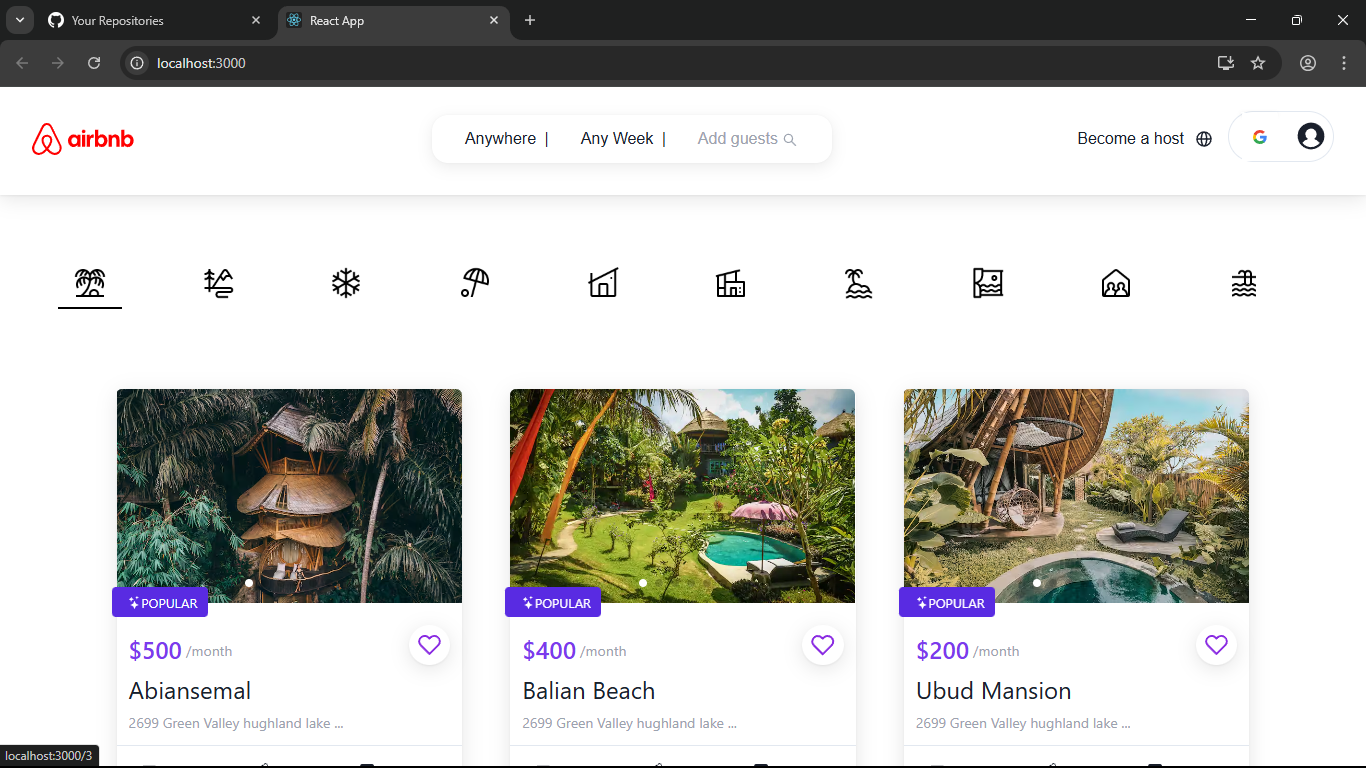 Your Repositories
React App
localhost:3000
airbnb
Anywhere |
Any Week |
Add guests
Become a host
G
POPULAR
POPULAR
POPULAR
$500 /month
$400 /month
$200 /month
Abiansemal
Balian Beach
Ubud Mansion
2699 Green Valley hughland lake ...
2699 Green Valley hughland lake ...
2699 Green Valley hughland lake ...
localhost:3000/3